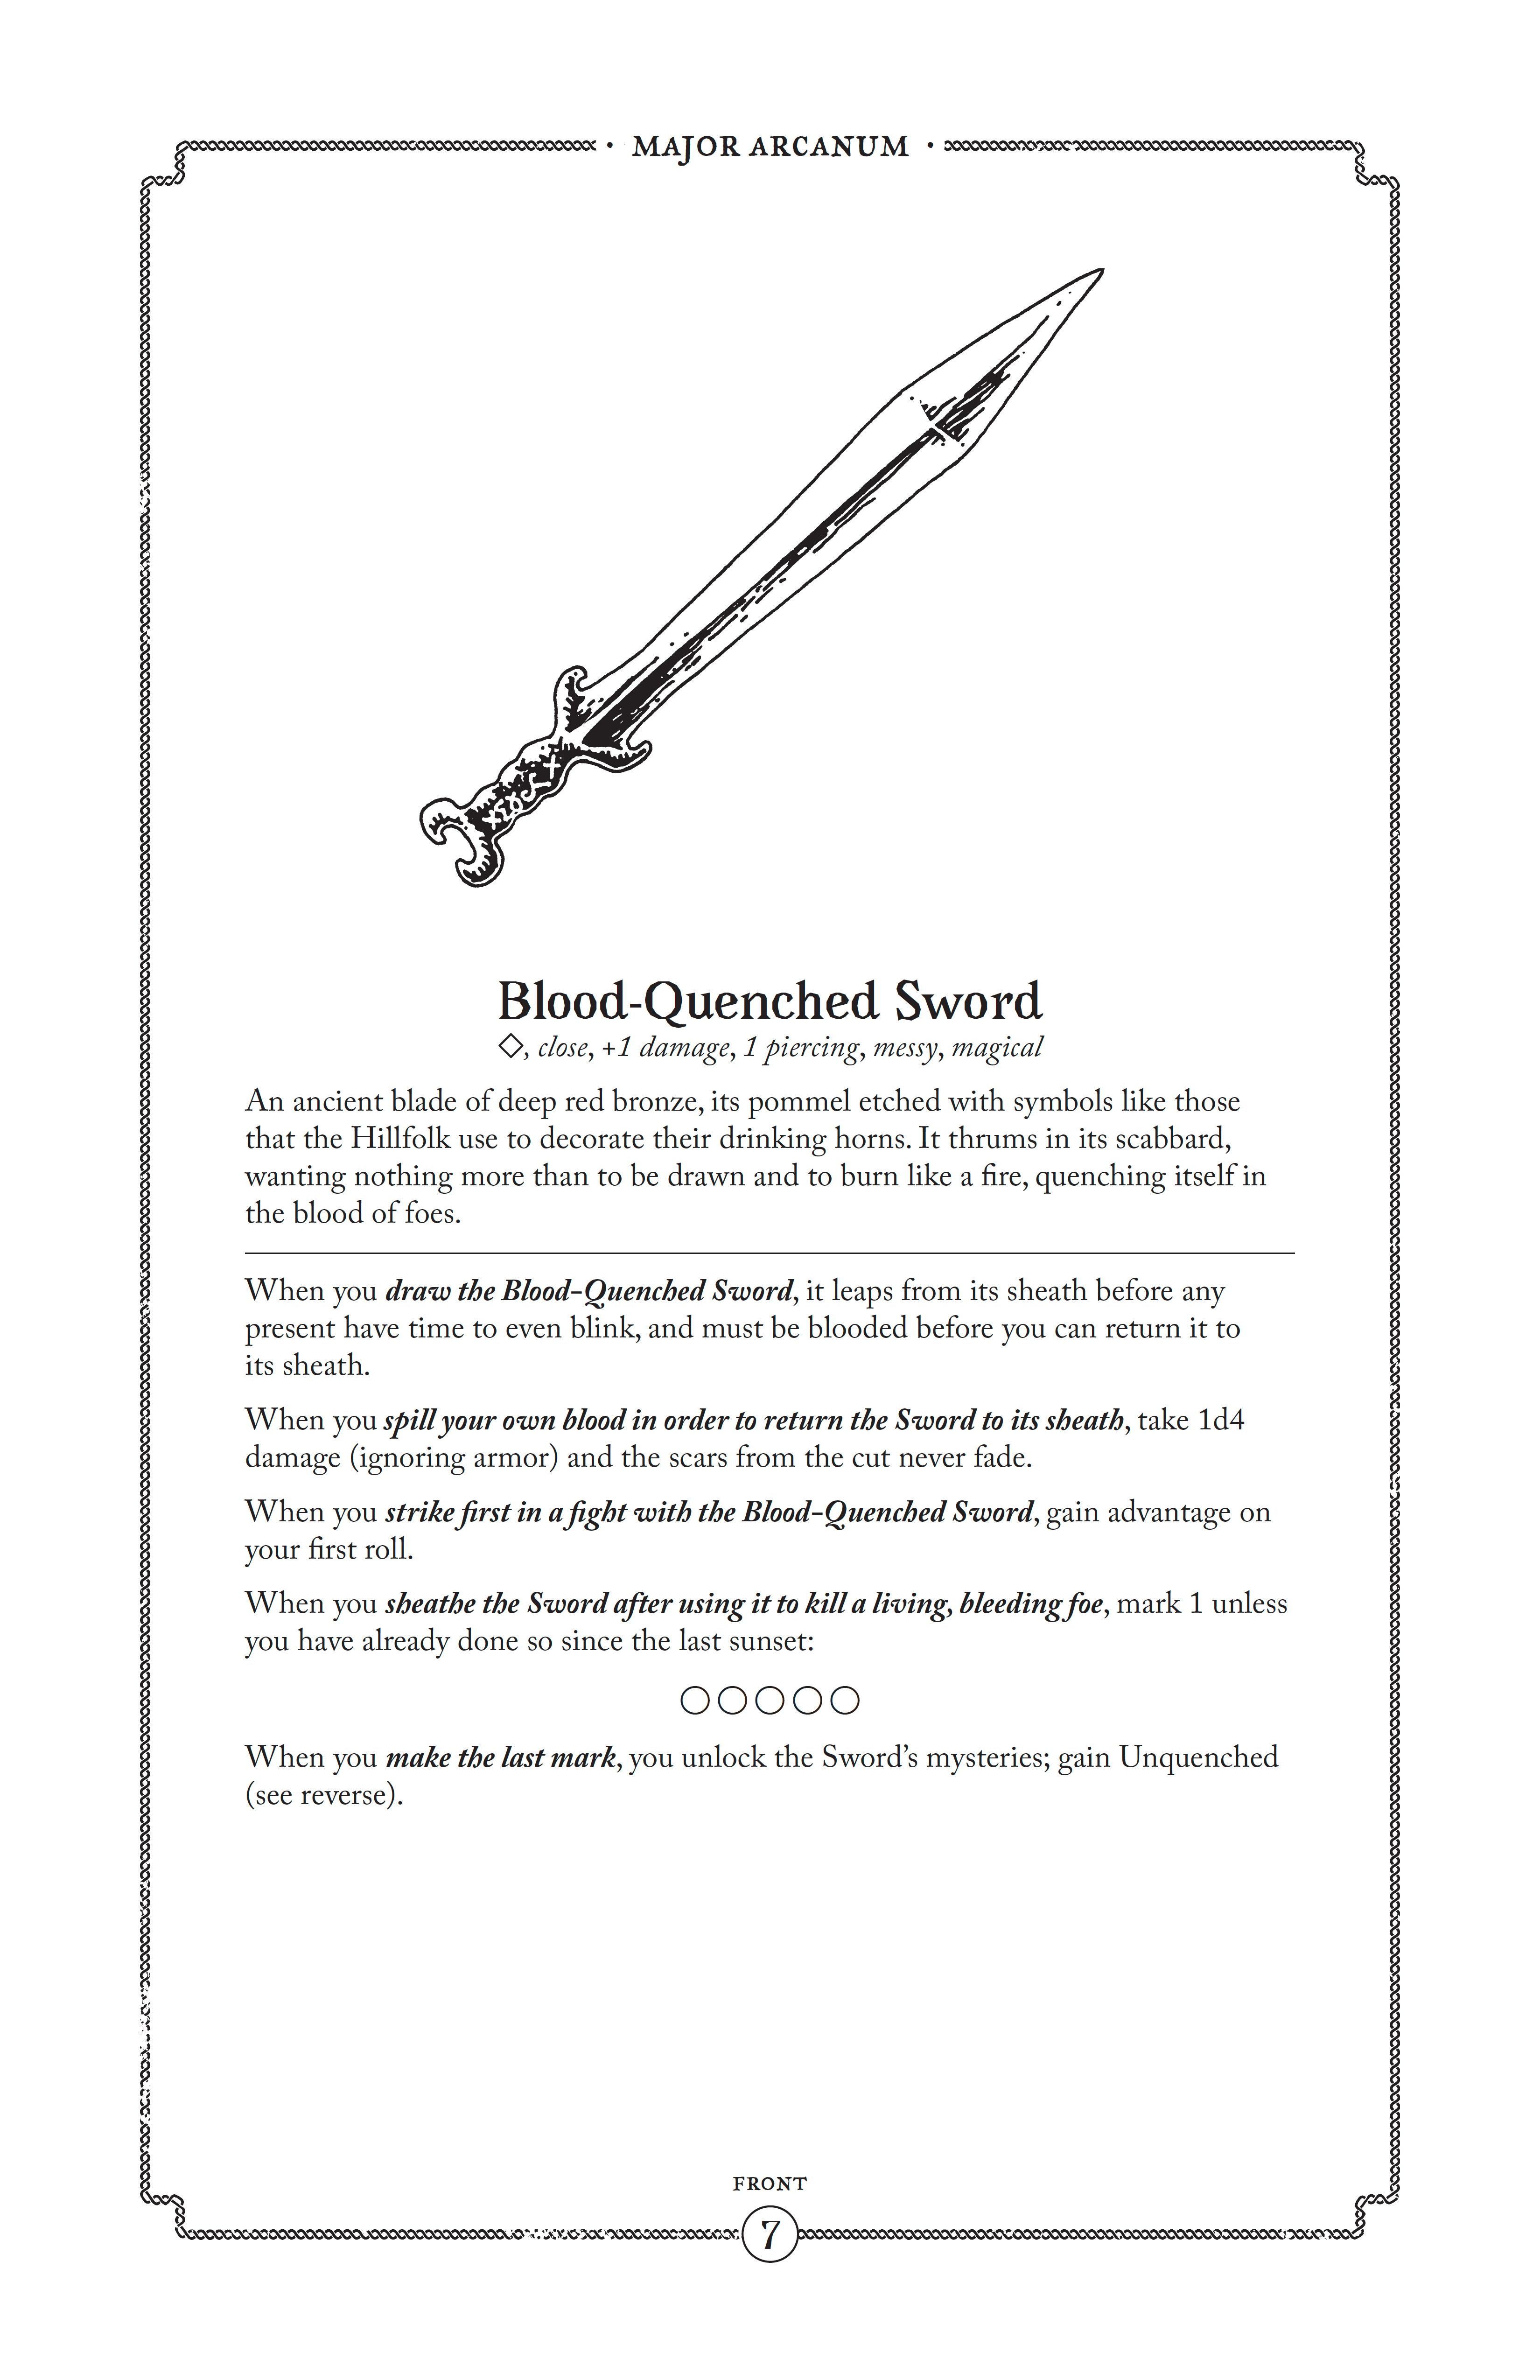 · MAJOR ARCANUM ·
Blood-Quenched Sword
◇, close, +1 damage, 1 piercing, messy, magical
An ancient blade of deep red bronze, its pommel etched with symbols like those
that the Hillfolk use to decorate their drinking horns. It thrums in its scabbard,
wanting nothing more than to be drawn and to burn like a fire, quenching itself in
the blood of foes.
When you draw the Blood-Quenched Sword, it leaps from its sheath before any
present have time to even blink, and must be blooded before you can return it to
its sheath.
When you spill your own blood in order to return the Sword to its sheath, take 1d4
damage (ignoring armor) and the scars from the cut never fade.
When you strike first in a fight with the Blood-Quenched Sword, gain advantage on
your first roll.
When you sheathe the Sword after using it to kill a living, bleeding foe, mark 1 unless
you have already done so since the last sunset:
○○○○○
When you make the last mark, you unlock the Sword's mysteries; gain Unquenched
(see reverse).
FRONT
7